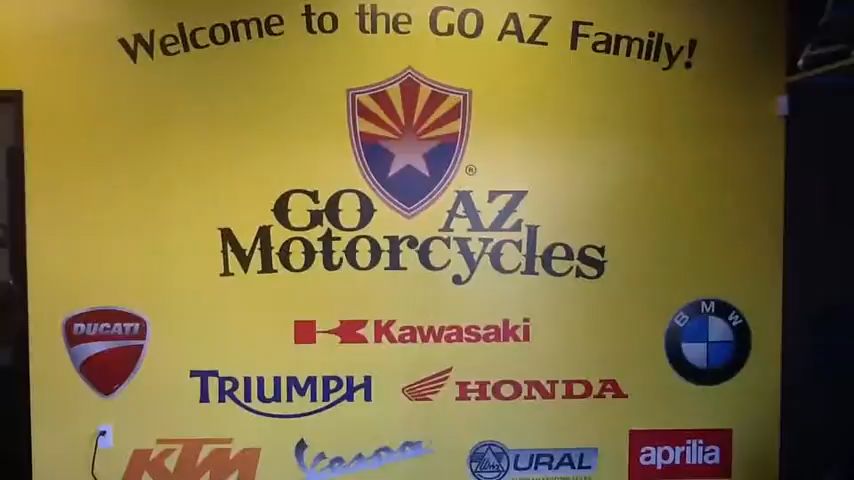 Welcome to the GO AZ Family!
®
GO AZ
Motorcycles
DUCATI
Kawasaki
BMW
TRIUMPH
HONDA
KTM
Vespa
URAL
aprilia